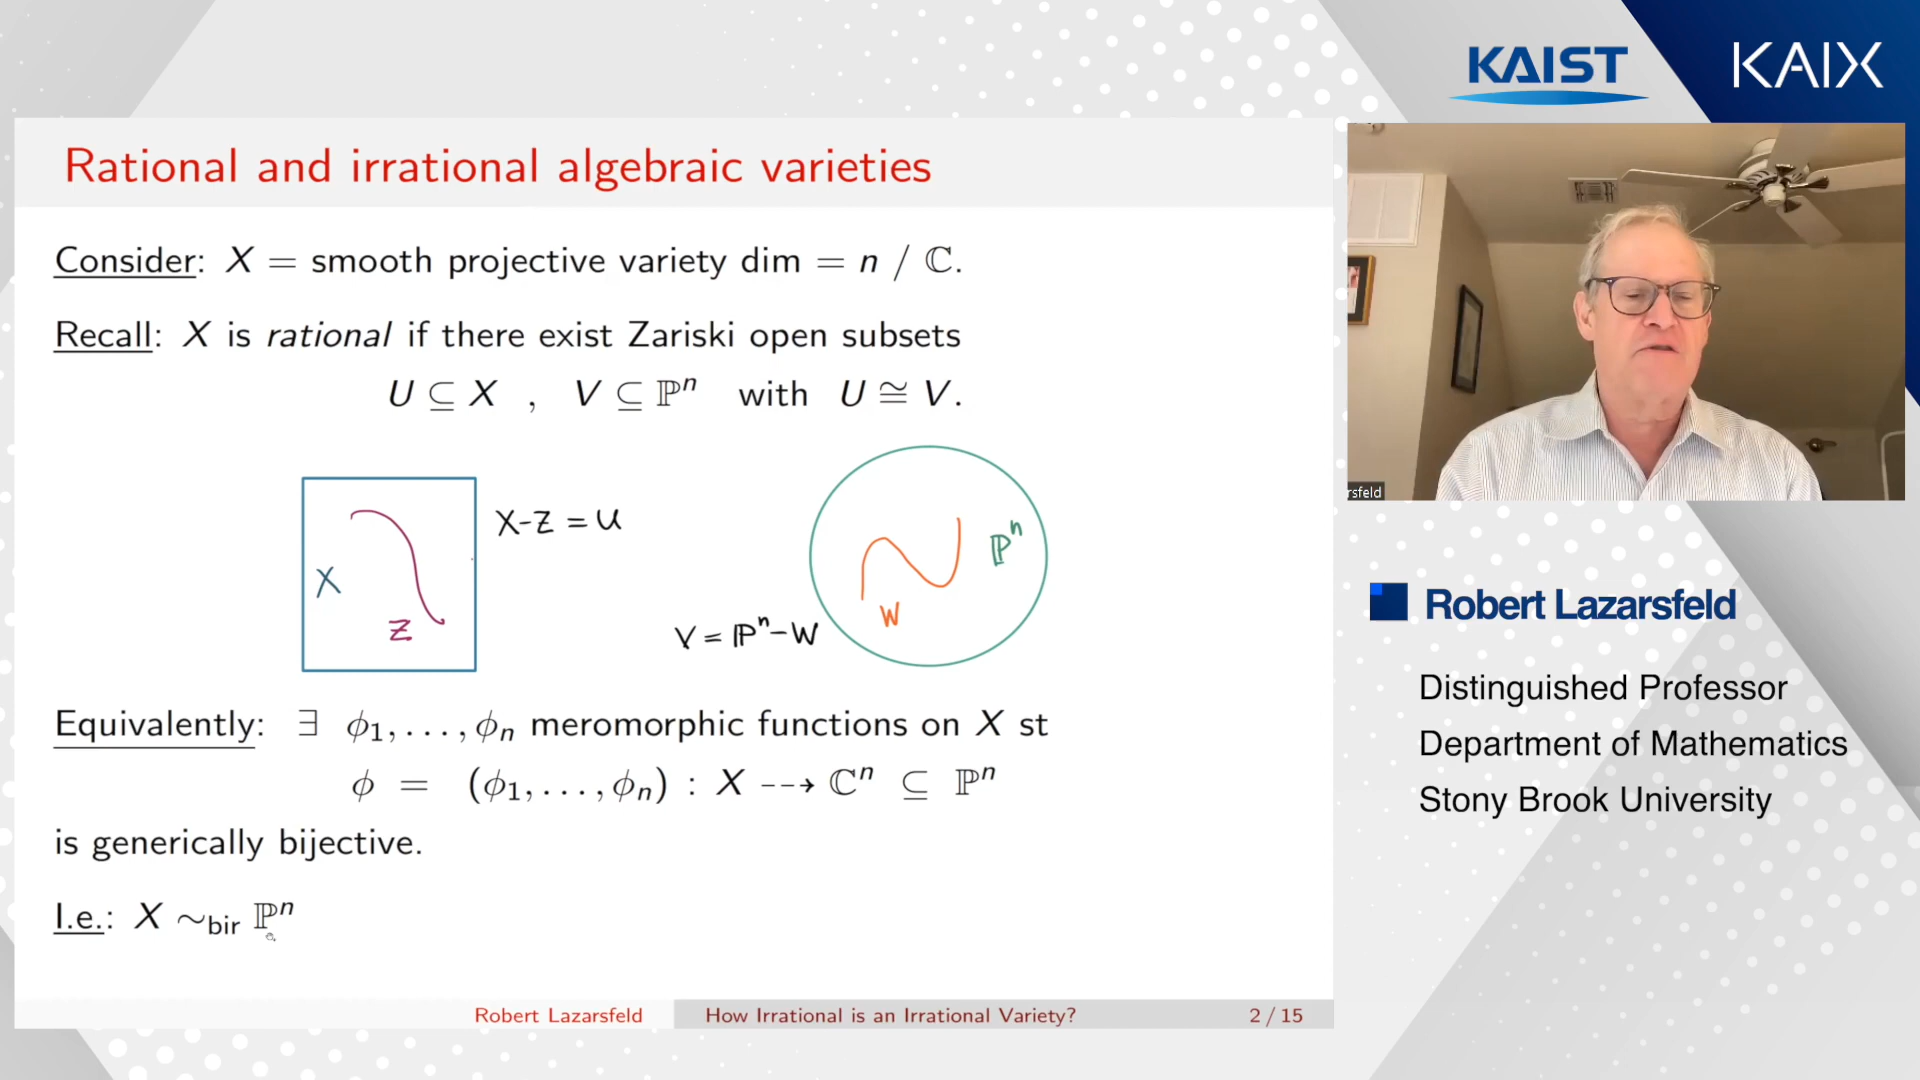 KAIST
KAIX
Rational and irrational algebraic varieties
Consider: X = smooth projective variety dim = n / ℂ.
Recall: X is rational if there exist Zariski open subsets
U ⊆ X , V ⊆ ℙⁿ with U ≅ V.
X
Z
X-Z = U
V = ℙⁿ-W
W
ℙⁿ
Equivalently: ∃ ϕ₁, . . . , ϕₙ meromorphic functions on X st
ϕ = (ϕ₁, . . . , ϕₙ) : X ⇢ ℂⁿ ⊆ ℙⁿ
is generically bijective.
I.e.: X ∼bir ℙⁿ
Robert Lazarsfeld
How Irrational is an Irrational Variety?
2 / 15
rsfeld
Robert Lazarsfeld
Distinguished Professor
Department of Mathematics
Stony Brook University